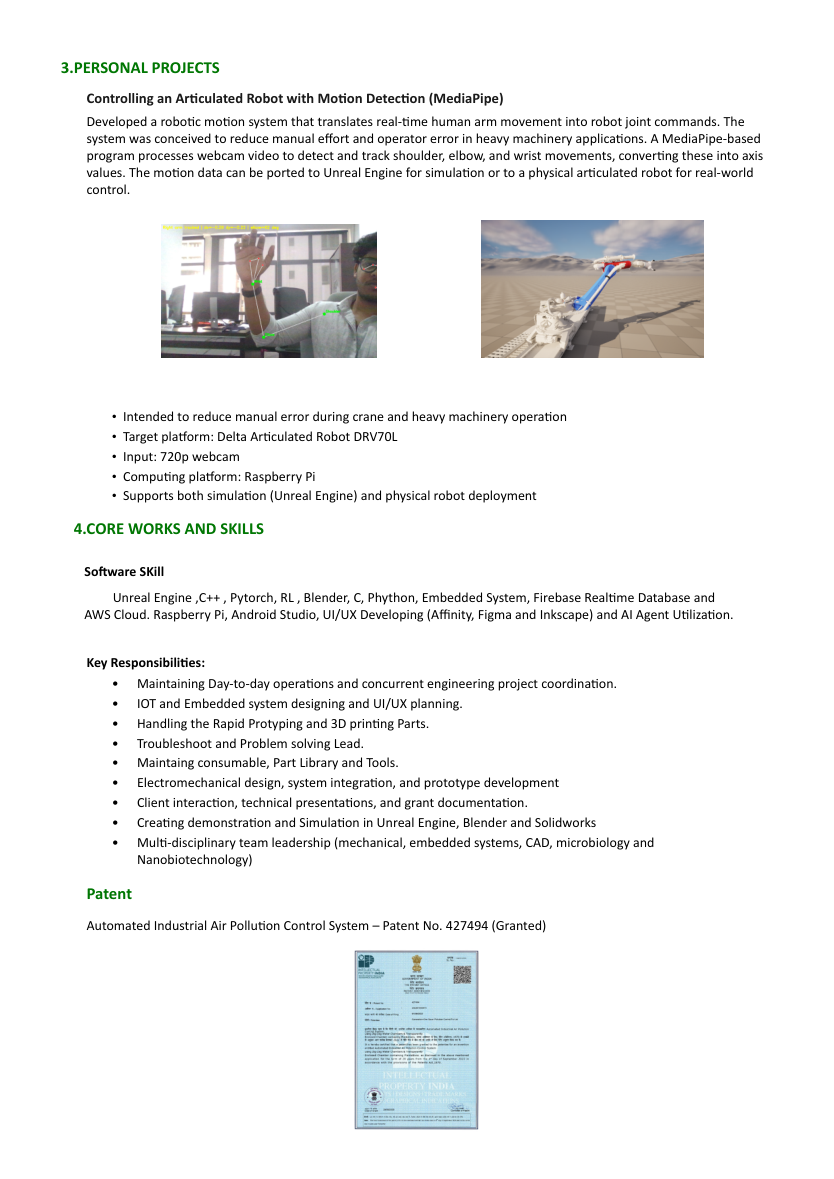 3.PERSONAL PROJECTS
Controlling an Articulated Robot with Motion Detection (MediaPipe)
Developed a robotic motion system that translates real-time human arm movement into robot joint commands. The
system was conceived to reduce manual effort and operator error in heavy machinery applications. A MediaPipe-based
program processes webcam video to detect and track shoulder, elbow, and wrist movements, converting these into axis
values. The motion data can be ported to Unreal Engine for simulation or to a physical articulated robot for real-world
control.
• Intended to reduce manual error during crane and heavy machinery operation
• Target platform: Delta Articulated Robot DRV70L
• Input: 720p webcam
• Computing platform: Raspberry Pi
• Supports both simulation (Unreal Engine) and physical robot deployment
4.CORE WORKS AND SKILLS
Software SKill
Unreal Engine ,C++ , Pytorch, RL , Blender, C, Phython, Embedded System, Firebase Realtime Database and
AWS Cloud. Raspberry Pi, Android Studio, UI/UX Developing (Affinity, Figma and Inkscape) and AI Agent Utilization.
Key Responsibilities:
• Maintaining Day-to-day operations and concurrent engineering project coordination.
• IOT and Embedded system designing and UI/UX planning.
• Handling the Rapid Protyping and 3D printing Parts.
• Troubleshoot and Problem solving Lead.
• Maintaing consumable, Part Library and Tools.
• Electromechanical design, system integration, and prototype development
• Client interaction, technical presentations, and grant documentation.
• Creating demonstration and Simulation in Unreal Engine, Blender and Solidworks
• Multi-disciplinary team leadership (mechanical, embedded systems, CAD, microbiology and
Nanobiotechnology)
Patent
Automated Industrial Air Pollution Control System – Patent No. 427494 (Granted)
INTELLECTUAL
PROPERTY INDIA